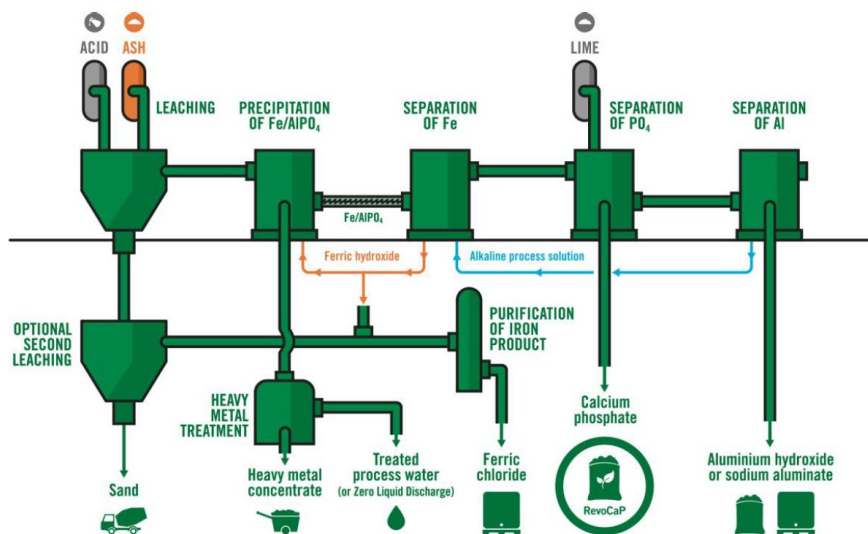 ACID
ASH
LIME
LEACHING
PRECIPITATION
OF Fe/AlPO₄
SEPARATION
OF Fe
SEPARATION
OF PO₄
SEPARATION
OF Al
Fe/AlPO₄
Ferric hydroxide
Alkaline process solution
OPTIONAL
SECOND
LEACHING
PURIFICATION
OF IRON
PRODUCT
HEAVY
METAL
TREATMENT
Sand
Heavy metal
concentrate
Treated
process water
(or Zero Liquid Discharge)
Ferric
chloride
Calcium
phosphate
RevoCaP
Aluminium hydroxide
or sodium aluminate